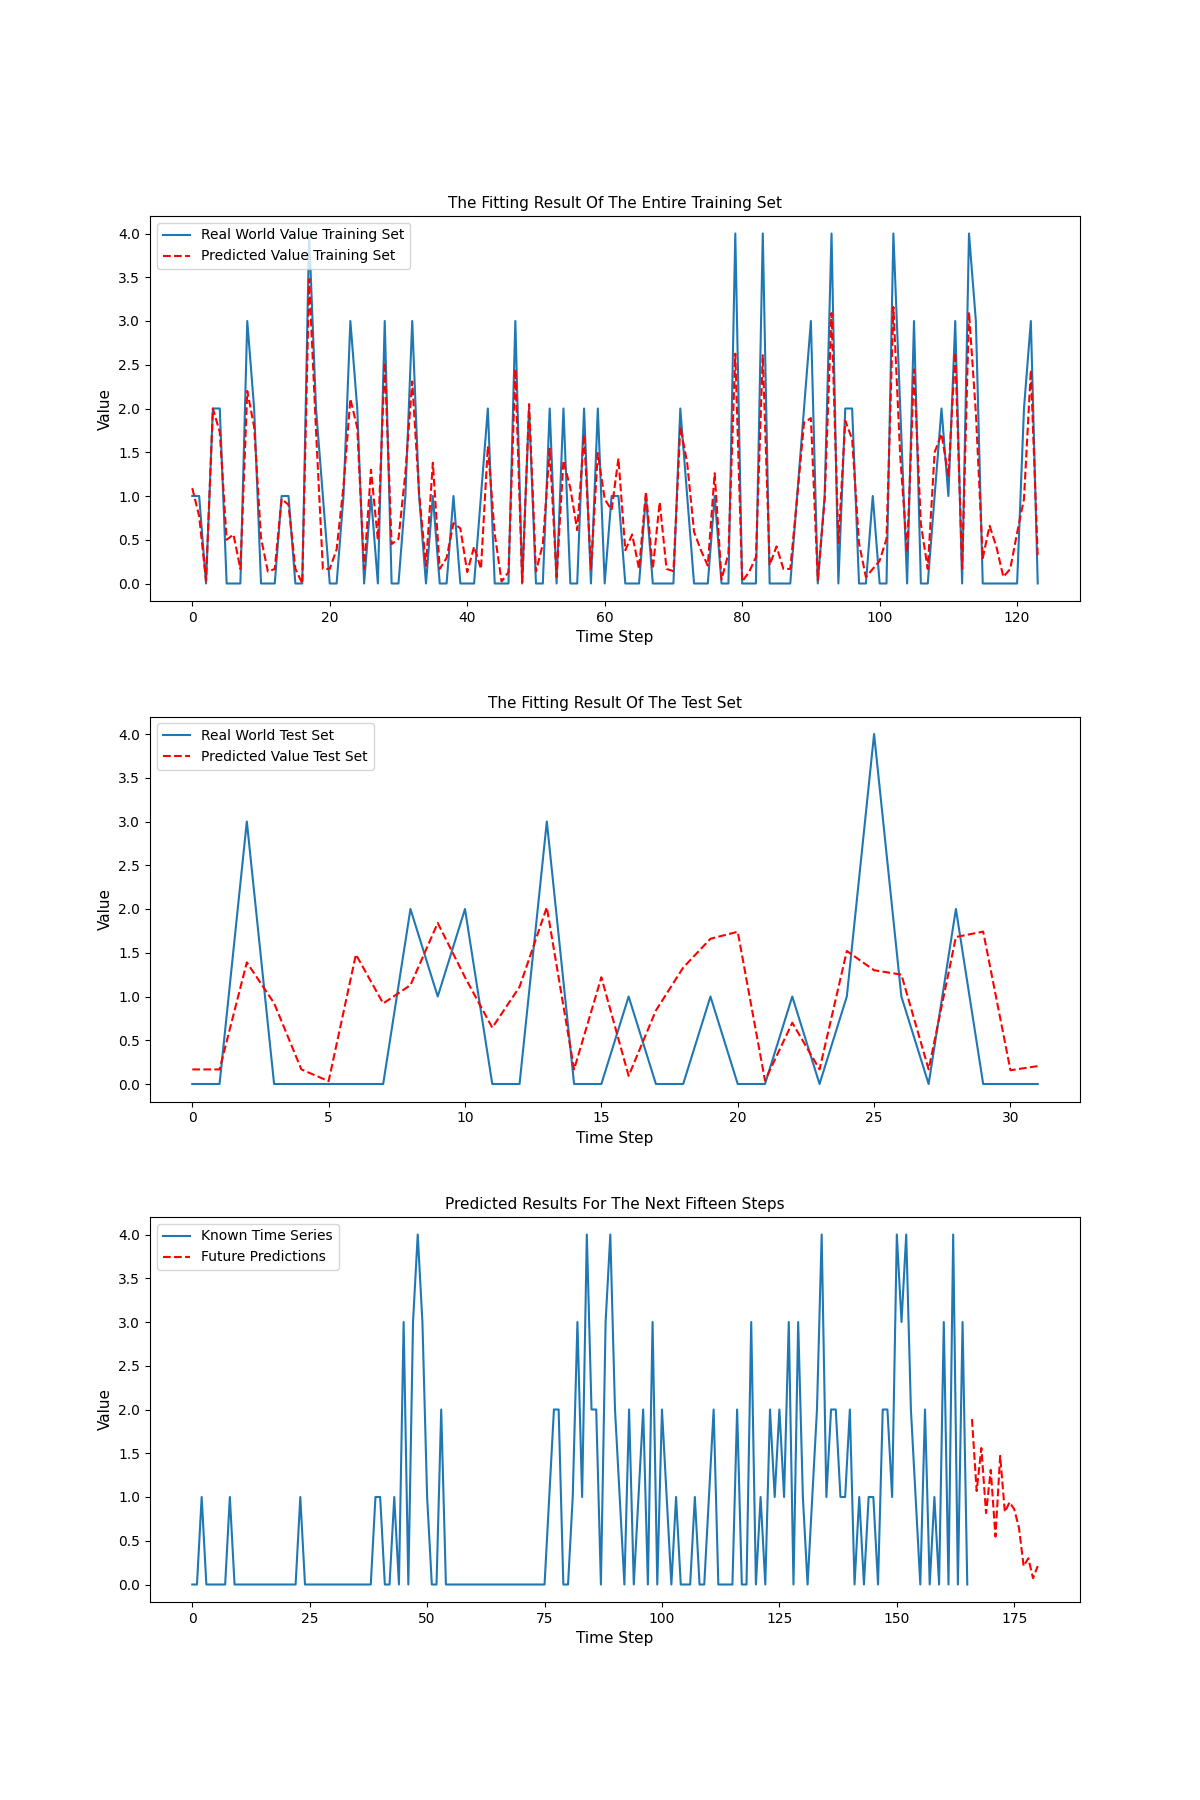 The Fitting Result Of The Entire Training Set
Real World Value Training Set
Predicted Value Training Set
Value
4.0
3.5
3.0
2.5
2.0
1.5
1.0
0.5
0.0
0 20 40 60 80 100 120
Time Step
The Fitting Result Of The Test Set
Real World Test Set
Predicted Value Test Set
Value
4.0
3.5
3.0
2.5
2.0
1.5
1.0
0.5
0.0
0 5 10 15 20 25 30
Time Step
Predicted Results For The Next Fifteen Steps
Known Time Series
Future Predictions
Value
4.0
3.5
3.0
2.5
2.0
1.5
1.0
0.5
0.0
0 25 50 75 100 125 150 175
Time Step